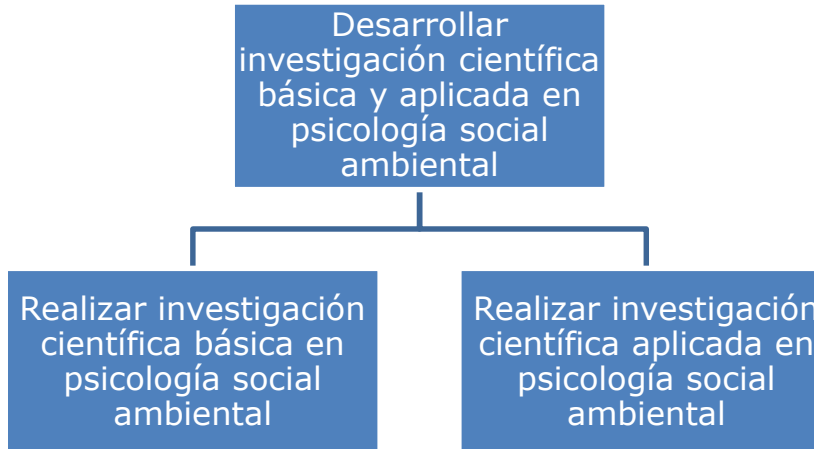 Desarrollar
investigación científica
básica y aplicada en
psicología social
ambiental
Realizar investigación
científica básica en
psicología social
ambiental
Realizar investigación
científica aplicada en
psicología social
ambiental